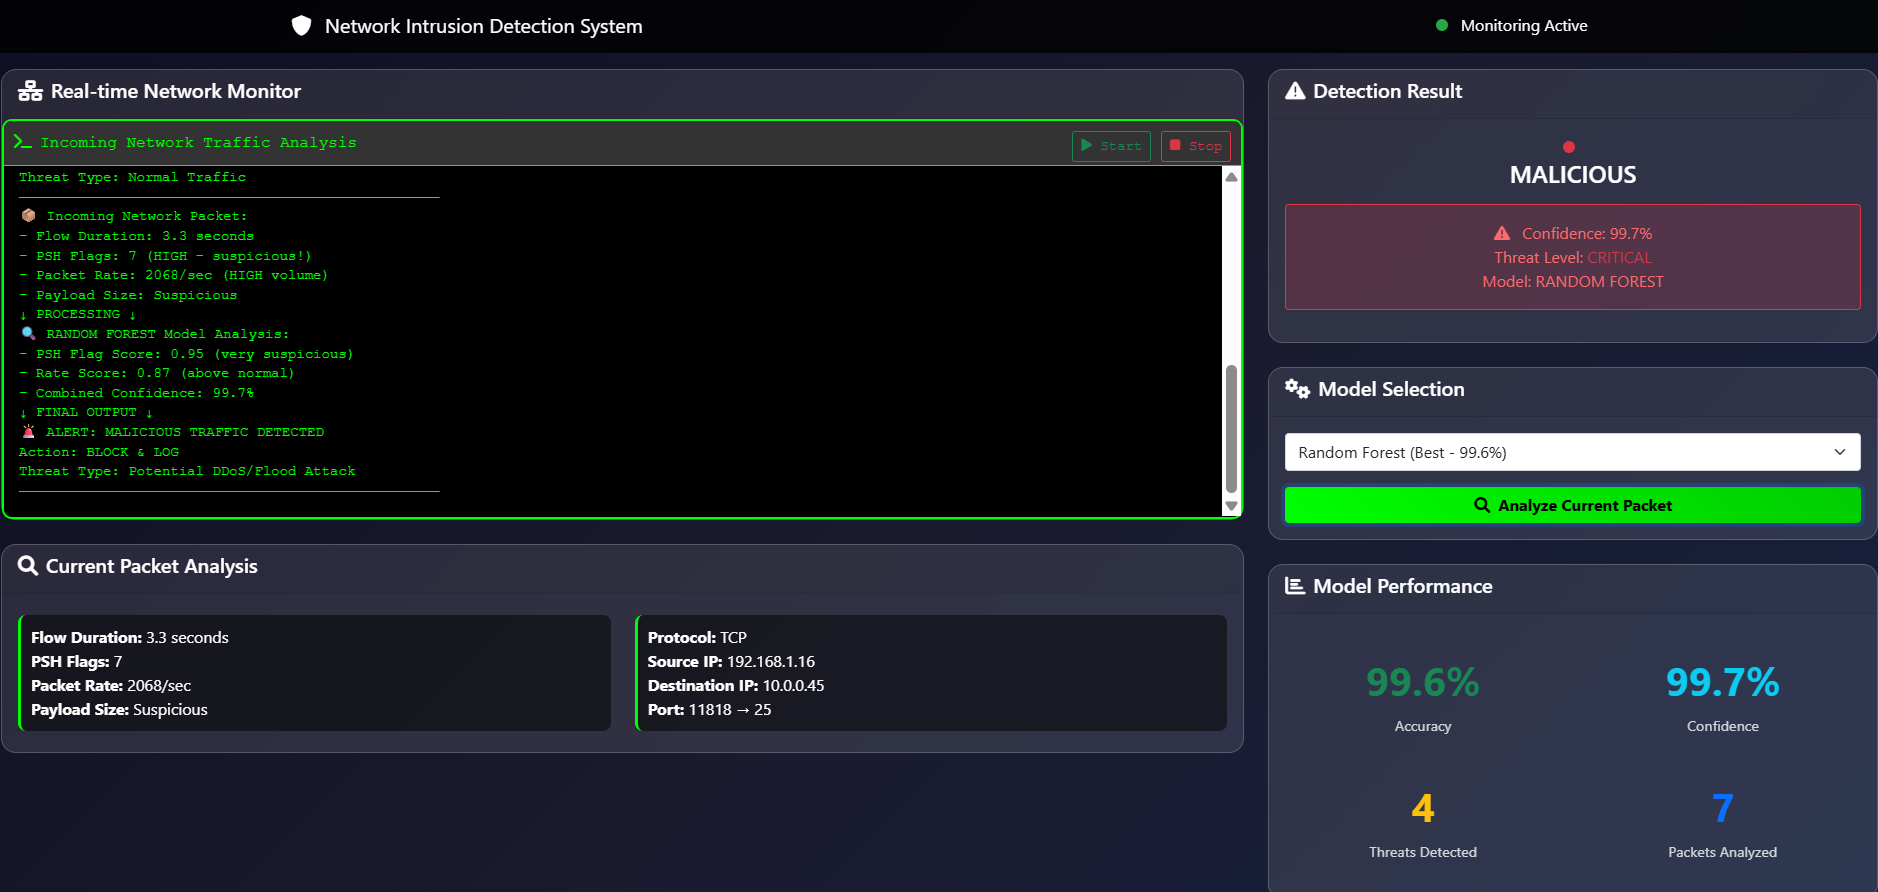 Network Intrusion Detection System
Monitoring Active
Real-time Network Monitor
Incoming Network Traffic Analysis
Start
Stop
Threat Type: Normal Traffic
📦 Incoming Network Packet:
- Flow Duration: 3.3 seconds
- PSH Flags: 7 (HIGH - suspicious!)
- Packet Rate: 2068/sec (HIGH volume)
- Payload Size: Suspicious
↓ PROCESSING ↓
🔍 RANDOM FOREST Model Analysis:
- PSH Flag Score: 0.95 (very suspicious)
- Rate Score: 0.87 (above normal)
- Combined Confidence: 99.7%
↓ FINAL OUTPUT ↓
🚨 ALERT: MALICIOUS TRAFFIC DETECTED
Action: BLOCK & LOG
Threat Type: Potential DDoS/Flood Attack
Current Packet Analysis
Flow Duration: 3.3 seconds
PSH Flags: 7
Packet Rate: 2068/sec
Payload Size: Suspicious
Protocol: TCP
Source IP: 192.168.1.16
Destination IP: 10.0.0.45
Port: 11818 → 25
Detection Result
MALICIOUS
Confidence: 99.7%
Threat Level: CRITICAL
Model: RANDOM FOREST
Model Selection
Random Forest (Best - 99.6%)
Analyze Current Packet
Model Performance
99.6%
Accuracy
99.7%
Confidence
4
Threats Detected
7
Packets Analyzed